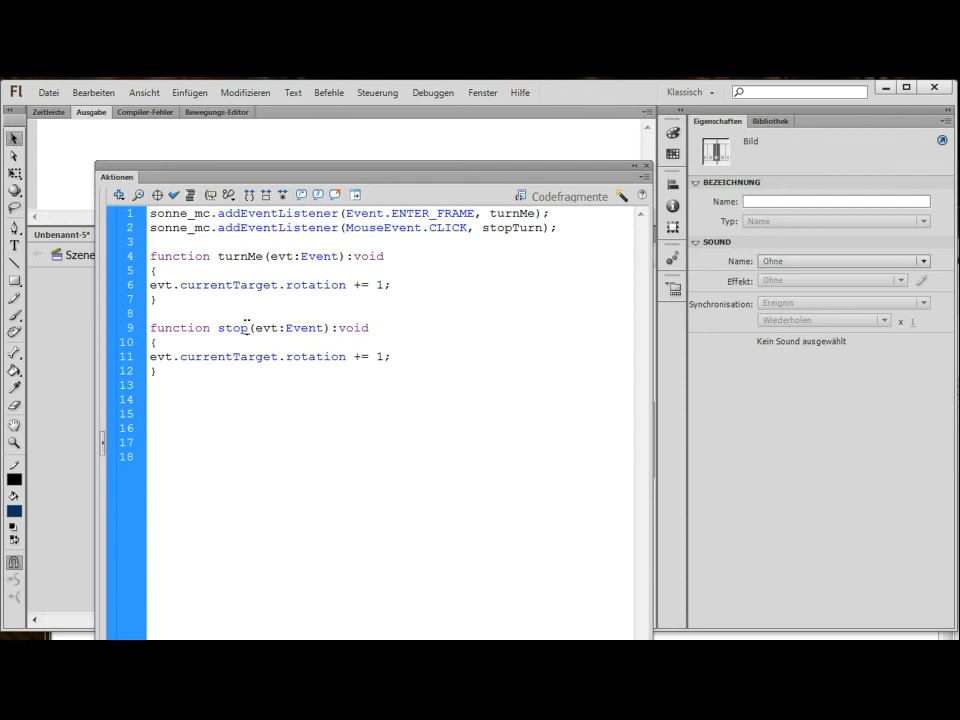 Fl Datei Bearbeiten Ansicht Einfügen Modifizieren Text Befehle Steuerung Debuggen Fenster Hilfe Klassisch
Zeitleiste Ausgabe Compiler-Fehler Bewegungs-Editor
Eigenschaften Bibliothek
Bild
BEZEICHNUNG
Name:
Typ: Name
SOUND
Name: Ohne
Effekt: Ohne
Synchronisation: Ereignis
Wiederholen x 1
Kein Sound ausgewählt
Unbenannt-5*
Szene
Aktionen
Codefragmente
1 sonne_mc.addEventListener(Event.ENTER_FRAME, turnMe);
2 sonne_mc.addEventListener(MouseEvent.CLICK, stopTurn);
3
4 function turnMe(evt:Event):void
5 {
6 evt.currentTarget.rotation += 1;
7 }
8
9 function stop(evt:Event):void
10 {
11 evt.currentTarget.rotation += 1;
12 }
13
14
15
16
17
18